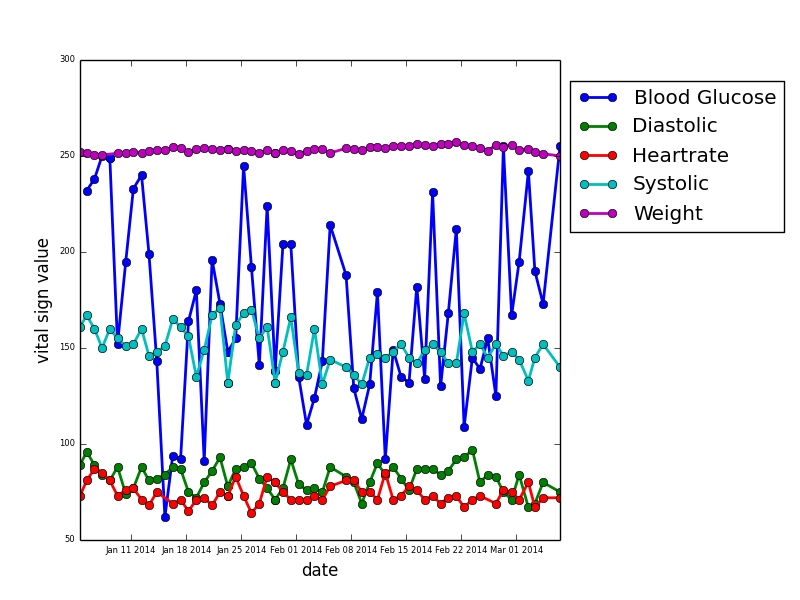 300
250
200
150
100
50
vital sign value
Jan 11 2014 Jan 18 2014 Jan 25 2014 Feb 01 2014 Feb 08 2014 Feb 15 2014 Feb 22 2014 Mar 01 2014
date
Blood Glucose
Diastolic
Heartrate
Systolic
Weight